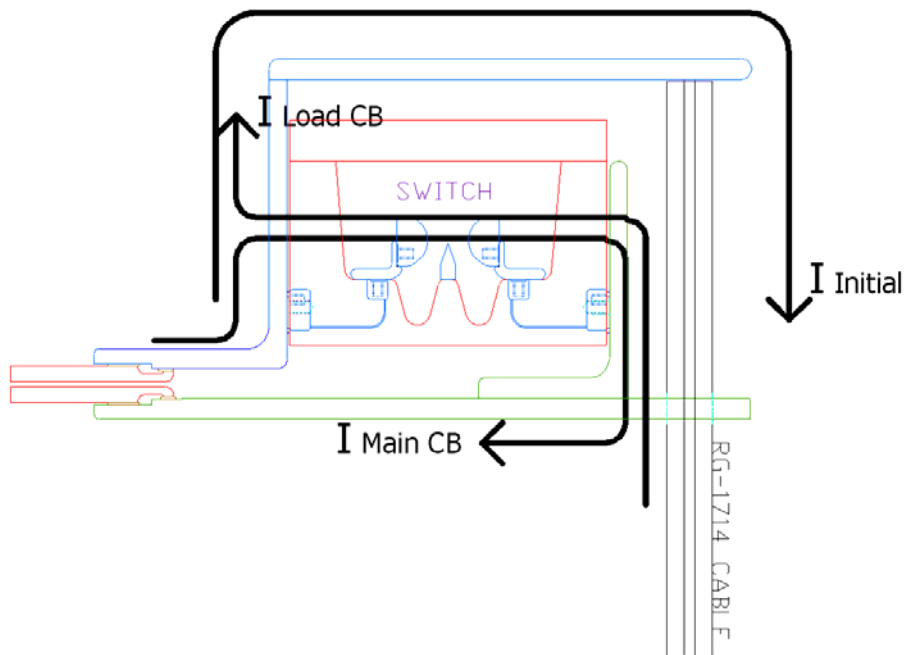 I Load CB
SWITCH
I Initial
I Main CB
RG-1714 CABLE